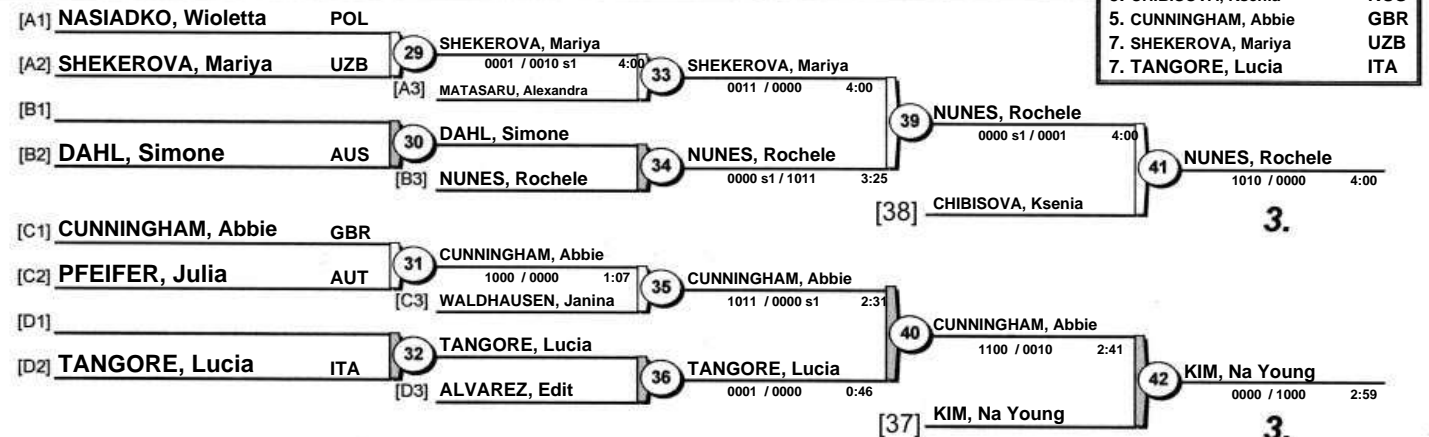 [A1] NASIADKO, Wioletta POL
[A2] SHEKEROVA, Mariya UZB
29 SHEKEROVA, Mariya
0001 / 0010 s1 4:00
[A3] MATASARU, Alexandra
33 SHEKEROVA, Mariya
0011 / 0000 4:00
[B1]
[B2] DAHL, Simone AUS
30 DAHL, Simone
[B3] NUNES, Rochele
34 NUNES, Rochele
0000 s1 / 1011 3:25
39 NUNES, Rochele
0000 s1 / 0001 4:00
[38] CHIBISOVA, Ksenia
41 NUNES, Rochele
1010 / 0000 4:00
3.
[C1] CUNNINGHAM, Abbie GBR
[C2] PFEIFER, Julia AUT
31 CUNNINGHAM, Abbie
1000 / 0000 1:07
[C3] WALDHAUSEN, Janina
35 CUNNINGHAM, Abbie
1011 / 0000 s1 2:31
[D1]
[D2] TANGORE, Lucia ITA
32 TANGORE, Lucia
[D3] ALVAREZ, Edit
36 TANGORE, Lucia
0001 / 0000 0:46
40 CUNNINGHAM, Abbie
1100 / 0010 2:41
[37] KIM, Na Young
42 KIM, Na Young
0000 / 1000 2:59
3.
5. CUNNINGHAM, Abbie GBR
7. SHEKEROVA, Mariya UZB
7. TANGORE, Lucia ITA